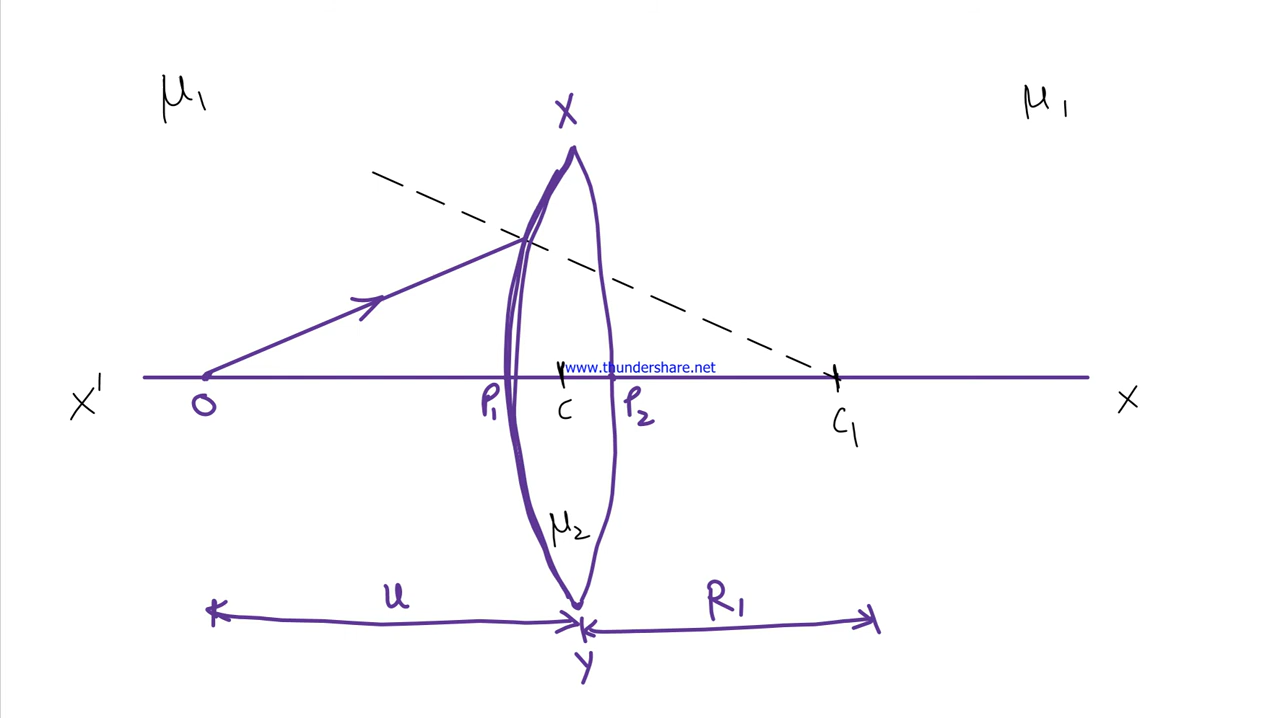 μ₁
μ₁
X
www.thundershare.net
X'
O
P₁
C
P₂
C₁
X
μ₂
u
R₁
Y